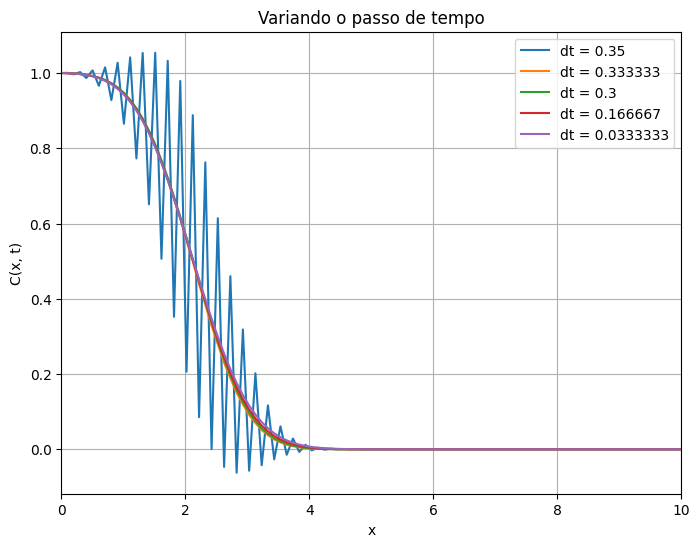 Variando o passo de tempo
dt = 0.35
dt = 0.333333
dt = 0.3
dt = 0.166667
dt = 0.0333333
C(x, t)
1.0
0.8
0.6
0.4
0.2
0.0
0 2 4 6 8 10
x